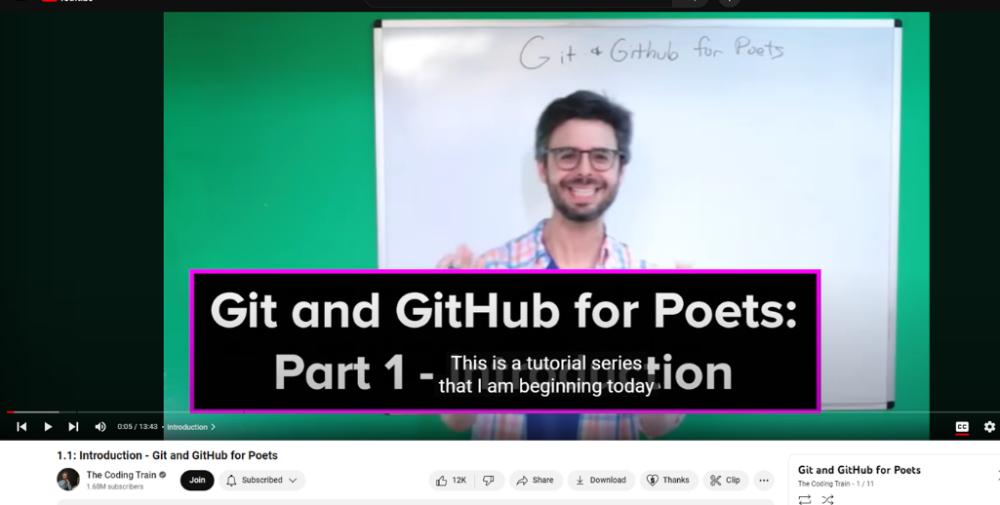 Git & Github for Poets
Git and GitHub for Poets:
Part 1 - Introduction
This is a tutorial series
that I am beginning today
0:05 / 13:43 • Introduction
CC
1.1: Introduction - Git and GitHub for Poets
The Coding Train
1.68M subscribers
Join
Subscribed
12K
Share
Download
Thanks
Clip
Git and GitHub for Poets
The Coding Train - 1 / 11